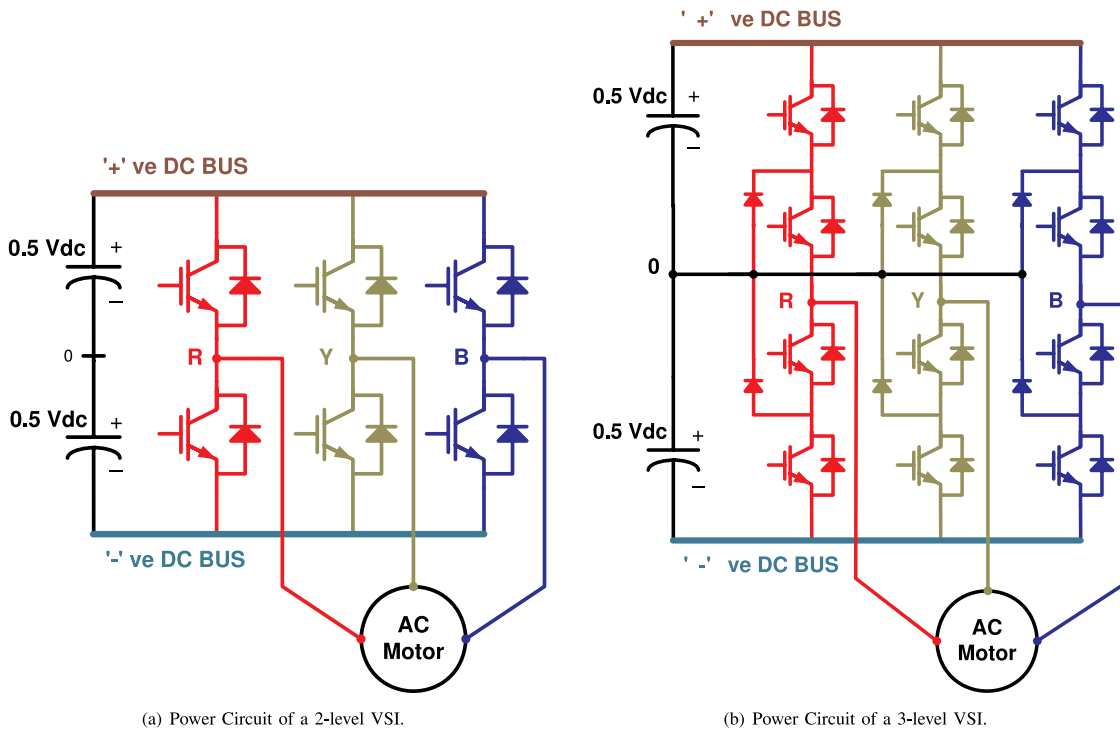 '+' ve DC BUS
0.5 Vdc
+
–
0
0.5 Vdc
+
–
R
Y
B
'-' ve DC BUS
AC
Motor
(a) Power Circuit of a 2-level VSI.
' +' ve DC BUS
0.5 Vdc
+
–
0
R
Y
B
0.5 Vdc
+
–
' -' ve DC BUS
AC
Motor
(b) Power Circuit of a 3-level VSI.